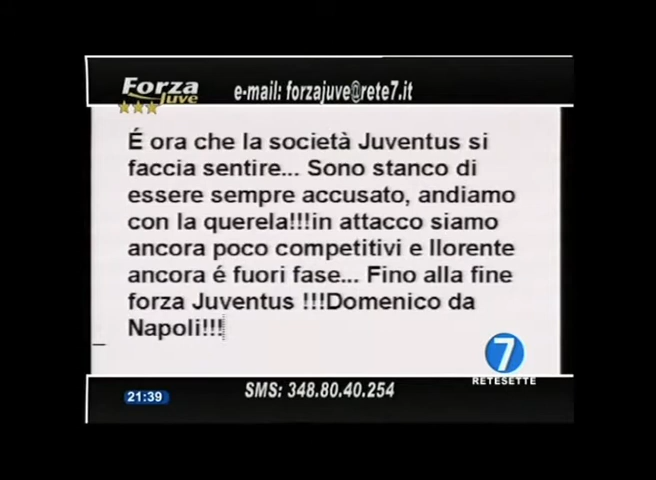 Forza
Juve
e-mail: forzajuve@rete7.it
É ora che la società Juventus si
faccia sentire... Sono stanco di
essere sempre accusato, andiamo
con la querela!!!in attacco siamo
ancora poco competitivi e llorente
ancora é fuori fase... Fino alla fine
forza Juventus !!!Domenico da
Napoli!!!
7
RETESETTE
21:39
SMS: 348.80.40.254